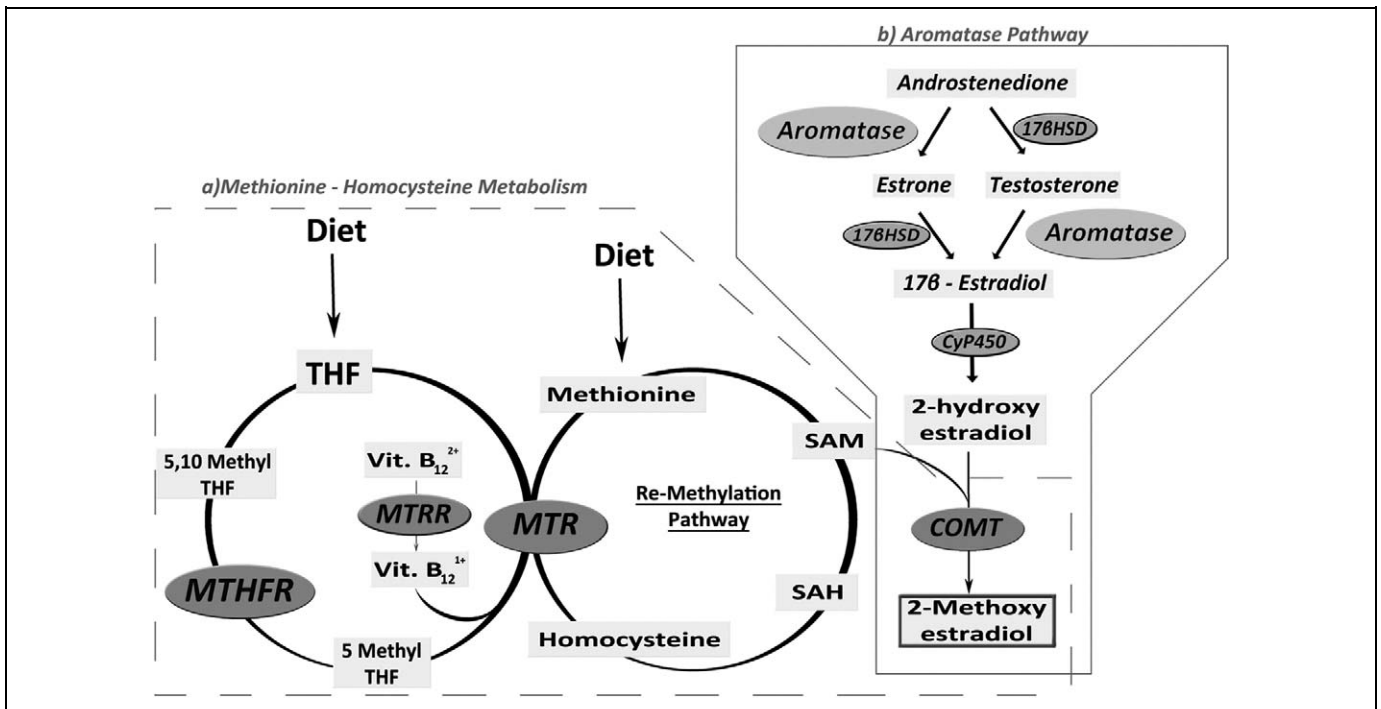 b) Aromatase Pathway
Androstenedione
Aromatase
17βHSD
a)Methionine - Homocysteine Metabolism
Estrone
Testosterone
Diet
17βHSD
Aromatase
Diet
17β - Estradiol
CyP450
THF
Methionine
2-hydroxy
estradiol
SAM
5,10 Methyl
THF
Vit. B12 2+
Re-Methylation
Pathway
MTRR
MTR
COMT
Vit. B12 1+
MTHFR
SAH
2-Methoxy
estradiol
Homocysteine
5 Methyl
THF